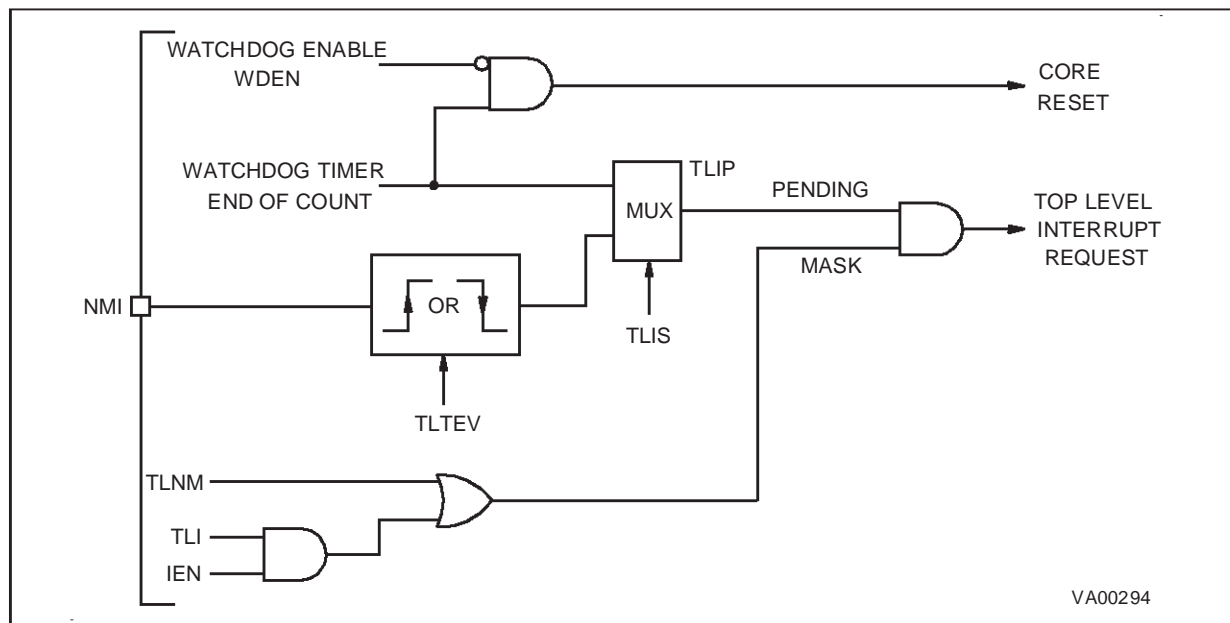 WATCHDOG ENABLE
WDEN
CORE
RESET
WATCHDOG TIMER
END OF COUNT
TLIP
MUX
PENDING
TOP LEVEL
INTERRUPT
REQUEST
MASK
NMI
OR
TLIS
TLTEV
TLNM
TLI
IEN
VA00294